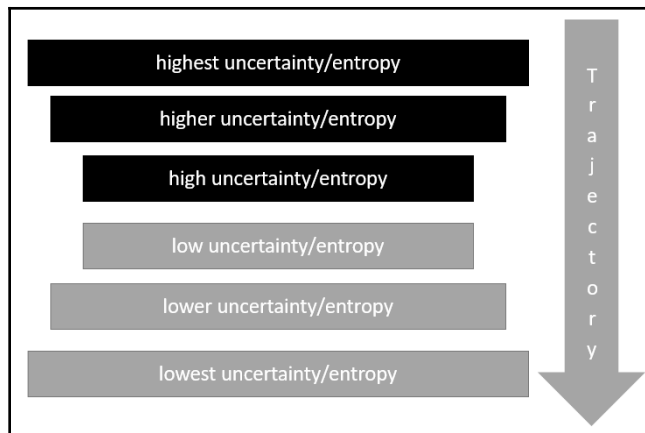 highest uncertainty/entropy
higher uncertainty/entropy
high uncertainty/entropy
low uncertainty/entropy
lower uncertainty/entropy
lowest uncertainty/entropy
Trajectory